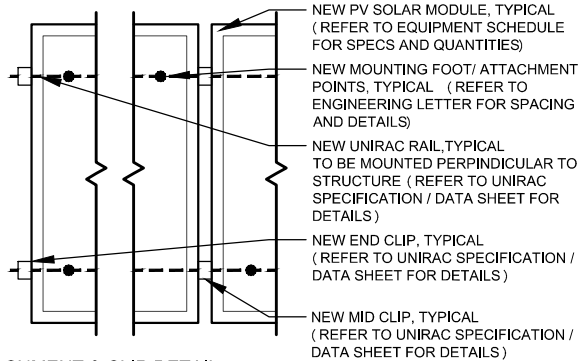 NEW PV SOLAR MODULE, TYPICAL
( REFER TO EQUIPMENT SCHEDULE
FOR SPECS AND QUANTITIES)
NEW MOUNTING FOOT/ ATTACHMENT
POINTS, TYPICAL ( REFER TO
ENGINEERING LETTER FOR SPACING
AND DETAILS)
NEW UNIRAC RAIL,TYPICAL
TO BE MOUNTED PERPINDICULAR TO
STRUCTURE ( REFER TO UNIRAC
SPECIFICATION / DATA SHEET FOR
DETAILS )
NEW END CLIP, TYPICAL
( REFER TO UNIRAC SPECIFICATION /
DATA SHEET FOR DETAILS )
NEW MID CLIP, TYPICAL
( REFER TO UNIRAC SPECIFICATION /
DATA SHEET FOR DETAILS )